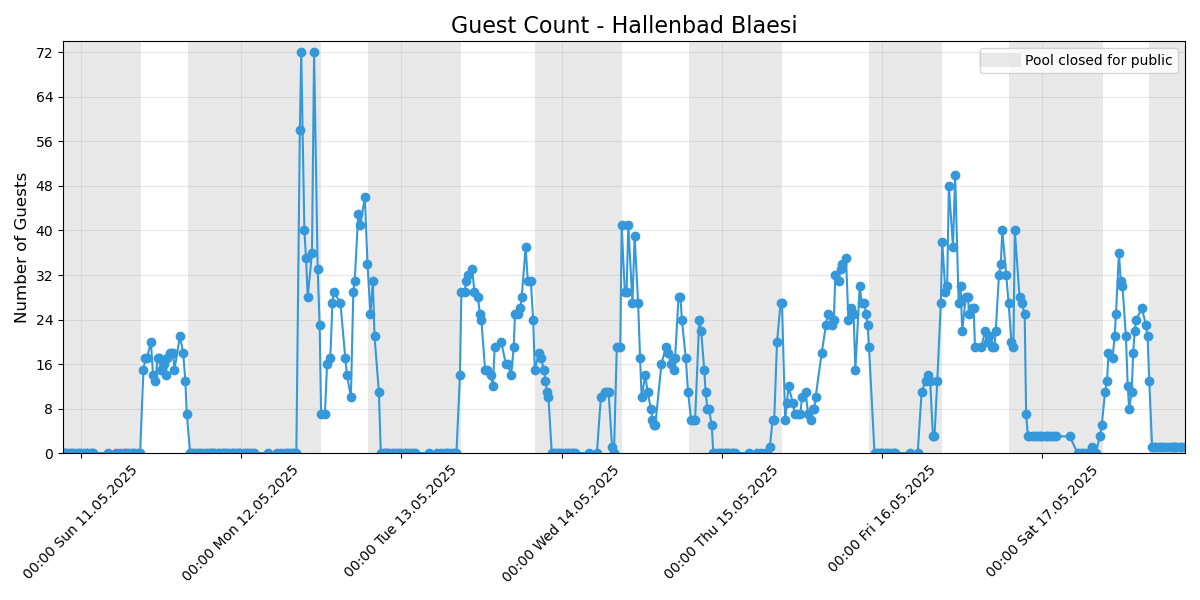 Guest Count - Hallenbad Blaesi
Pool closed for public
Number of Guests
72
64
56
48
40
32
24
16
8
0
00:00 Sun 11.05.2025
00:00 Mon 12.05.2025
00:00 Tue 13.05.2025
00:00 Wed 14.05.2025
00:00 Thu 15.05.2025
00:00 Fri 16.05.2025
00:00 Sat 17.05.2025